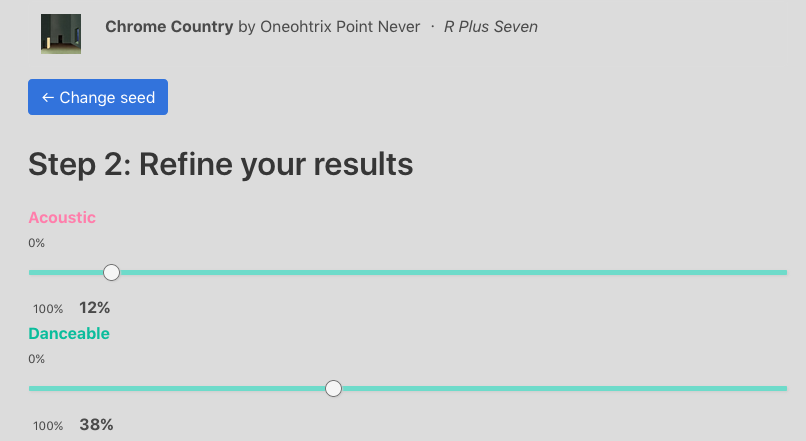 Chrome Country by Oneohtrix Point Never · R Plus Seven
← Change seed
Step 2: Refine your results
Acoustic
0%
100% 12%
Danceable
0%
100% 38%